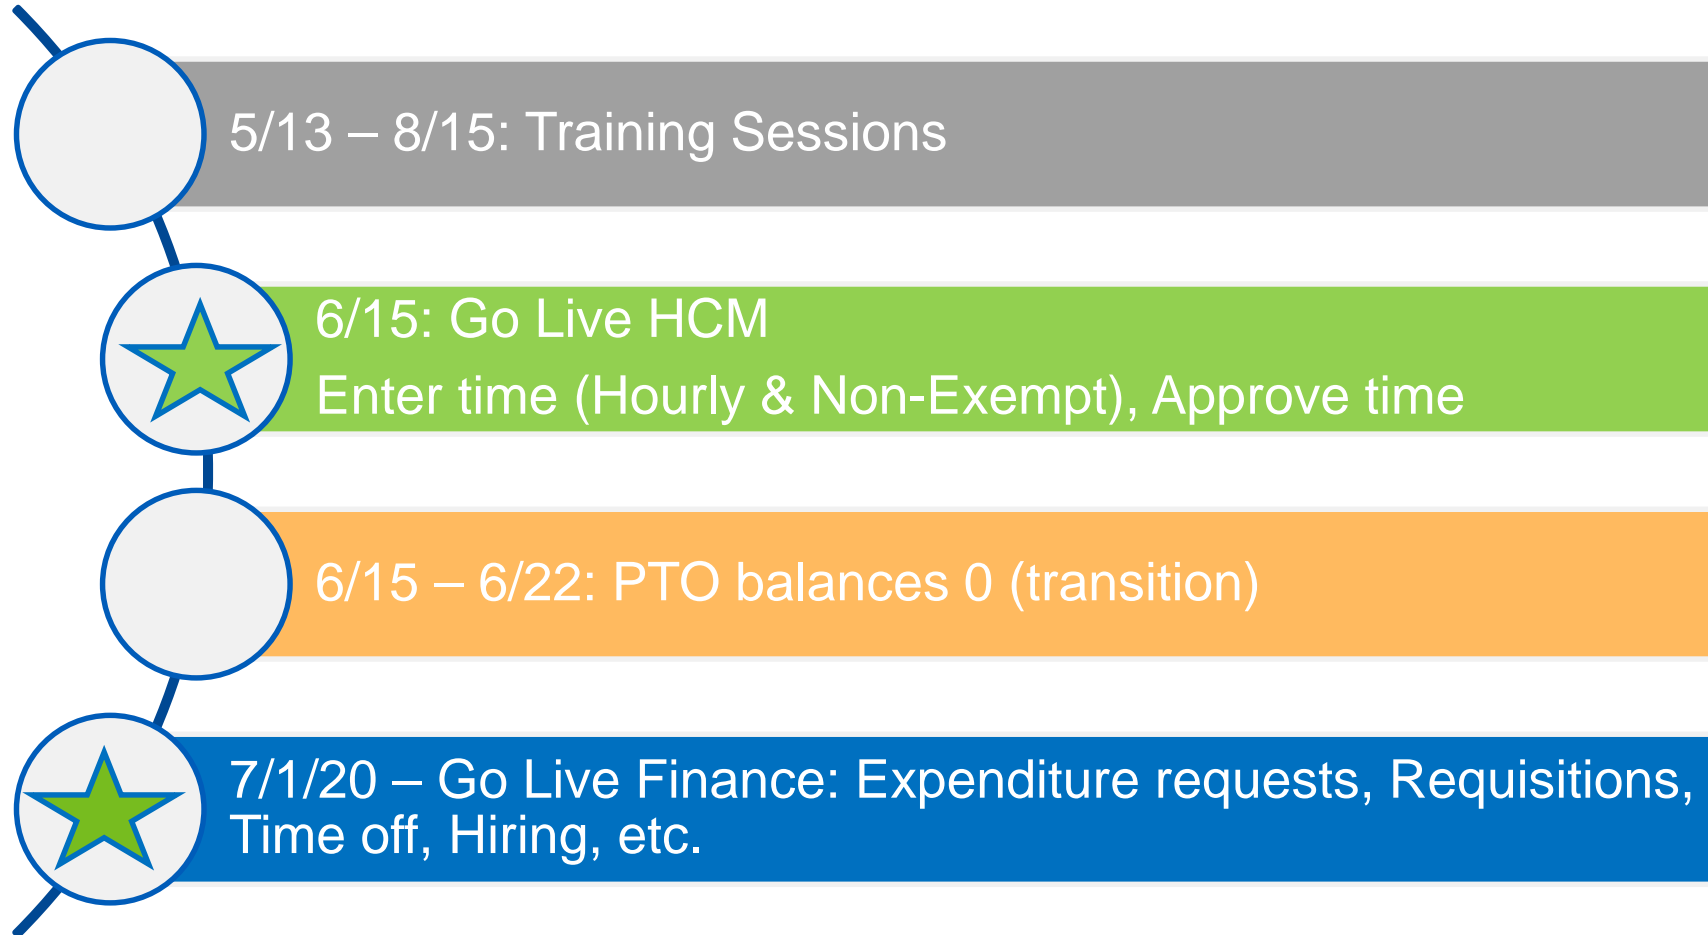 5/13 – 8/15: Training Sessions
6/15: Go Live HCM
Enter time (Hourly & Non-Exempt), Approve time
6/15 – 6/22: PTO balances 0 (transition)
7/1/20 – Go Live Finance: Expenditure requests, Requisitions,
Time off, Hiring, etc.